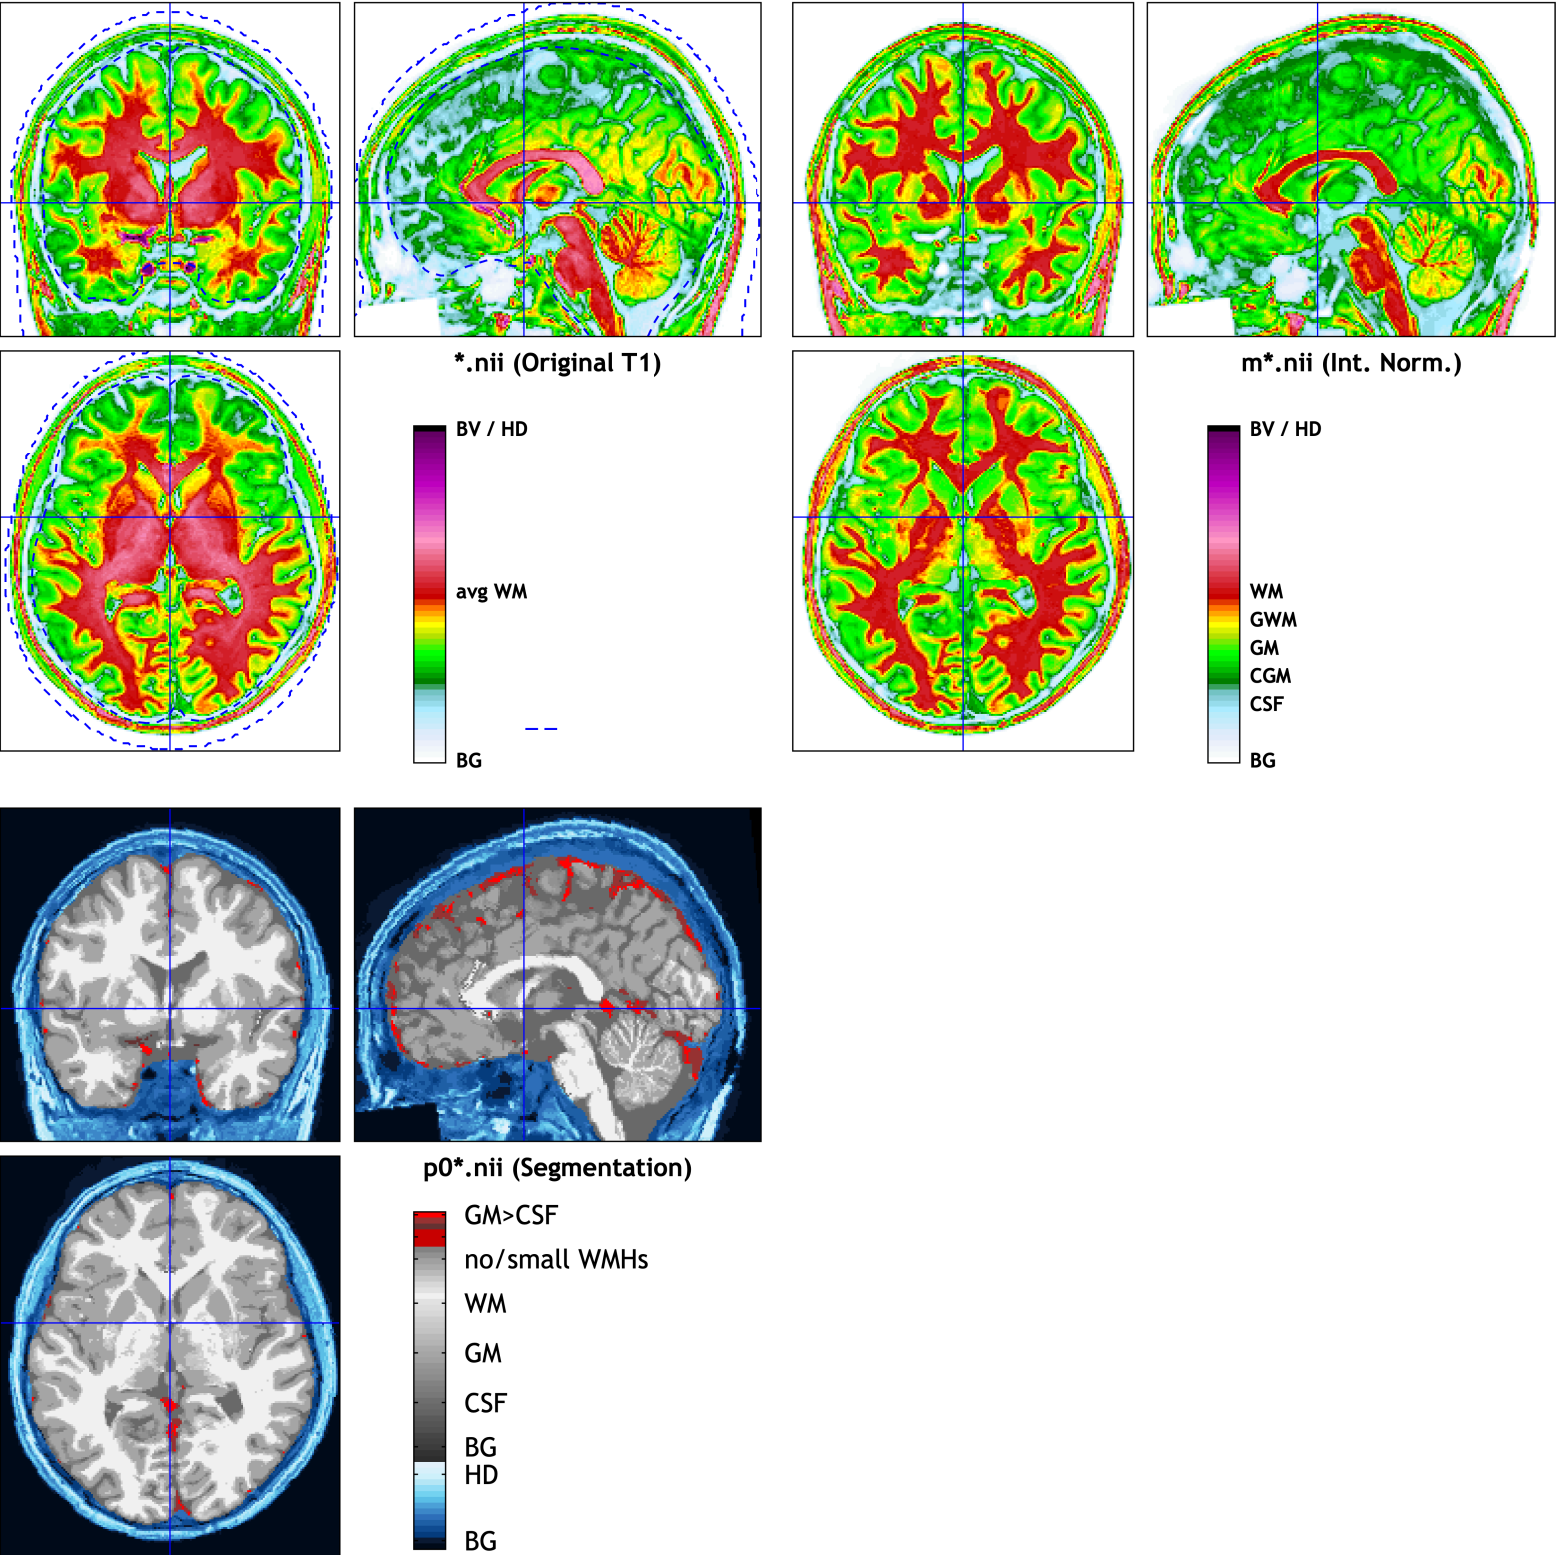 *.nii (Original T1)
BV / HD
avg WM
BG
m*.nii (Int. Norm.)
BV / HD
WM
GWM
GM
CGM
CSF
BG
p0*.nii (Segmentation)
GM>CSF
no/small WMHs
WM
GM
CSF
BG
HD
BG